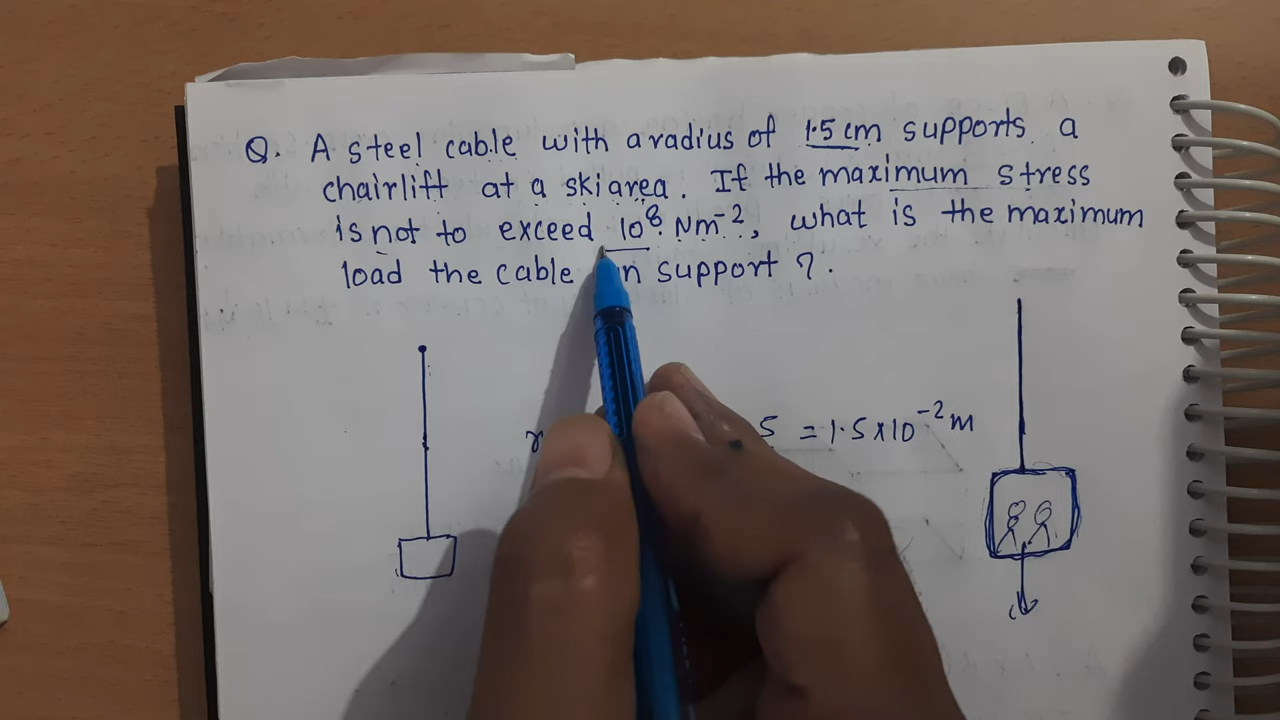 Q. A steel cable with a radius of 1.5 cm supports a
chairlift at a ski area. If the maximum stress
is not to exceed 10⁸ Nm⁻², what is the maximum
load the cable support ?.
= 1.5×10⁻² m